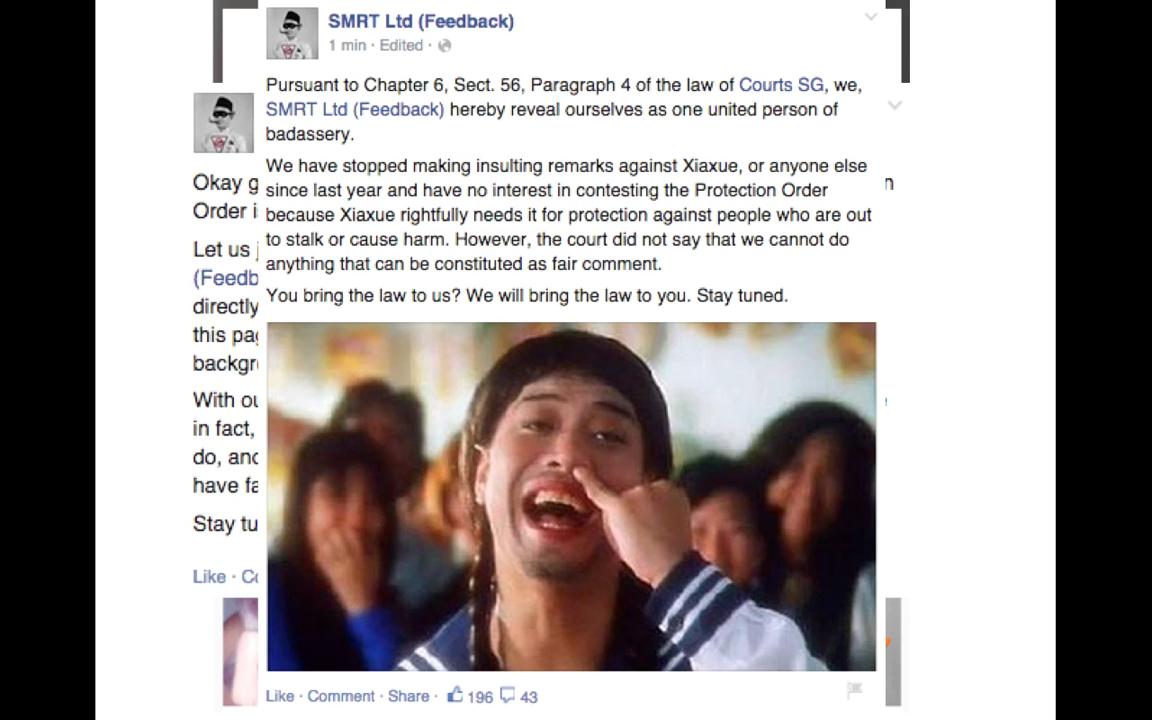 SMRT Ltd (Feedback)
1 min · Edited ·
Pursuant to Chapter 6, Sect. 56, Paragraph 4 of the law of Courts SG, we,
SMRT Ltd (Feedback) hereby reveal ourselves as one united person of
badassery.
We have stopped making insulting remarks against Xiaxue, or anyone else
since last year and have no interest in contesting the Protection Order
because Xiaxue rightfully needs it for protection against people who are out
to stalk or cause harm. However, the court did not say that we cannot do
anything that can be constituted as fair comment.
You bring the law to us? We will bring the law to you. Stay tuned.
Like · Comment · Share · 196 43
Okay g
Order i
Let us j
(Feedb
directly
this pag
backgr
With ou
in fact,
do, and
have fa
Stay tu
Like · Co